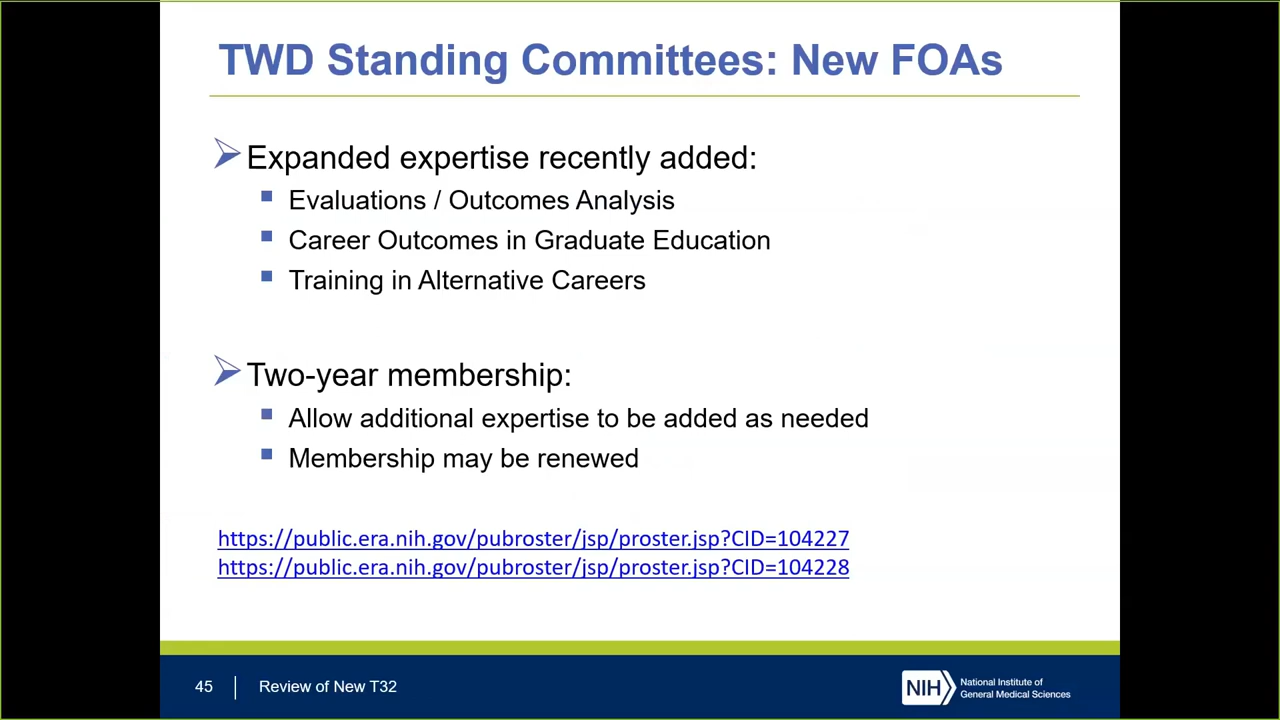 TWD Standing Committees: New FOAs
Expanded expertise recently added:
Evaluations / Outcomes Analysis
Career Outcomes in Graduate Education
Training in Alternative Careers
Two-year membership:
Allow additional expertise to be added as needed
Membership may be renewed
https://public.era.nih.gov/pubroster/jsp/proster.jsp?CID=104227
https://public.era.nih.gov/pubroster/jsp/proster.jsp?CID=104228
45 | Review of New T32
NIH National Institute of
General Medical Sciences